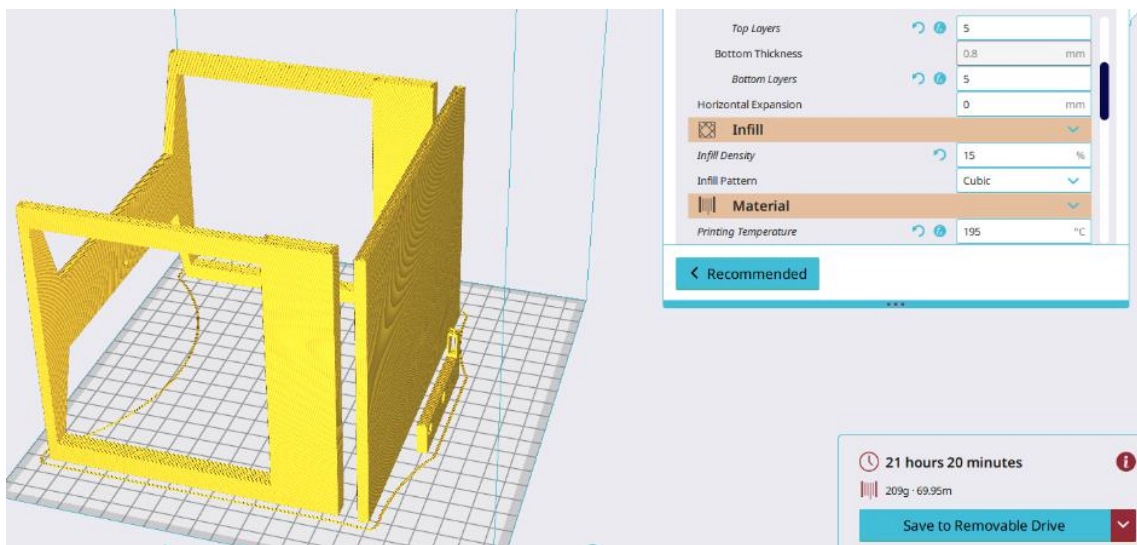 Top Layers 5
Bottom Thickness 0.8 mm
Bottom Layers 5
Horizontal Expansion 0 mm
Infill
Infill Density 15 %
Infill Pattern Cubic
Material
Printing Temperature 195 °C
Recommended
21 hours 20 minutes
209g · 69.95m
Save to Removable Drive